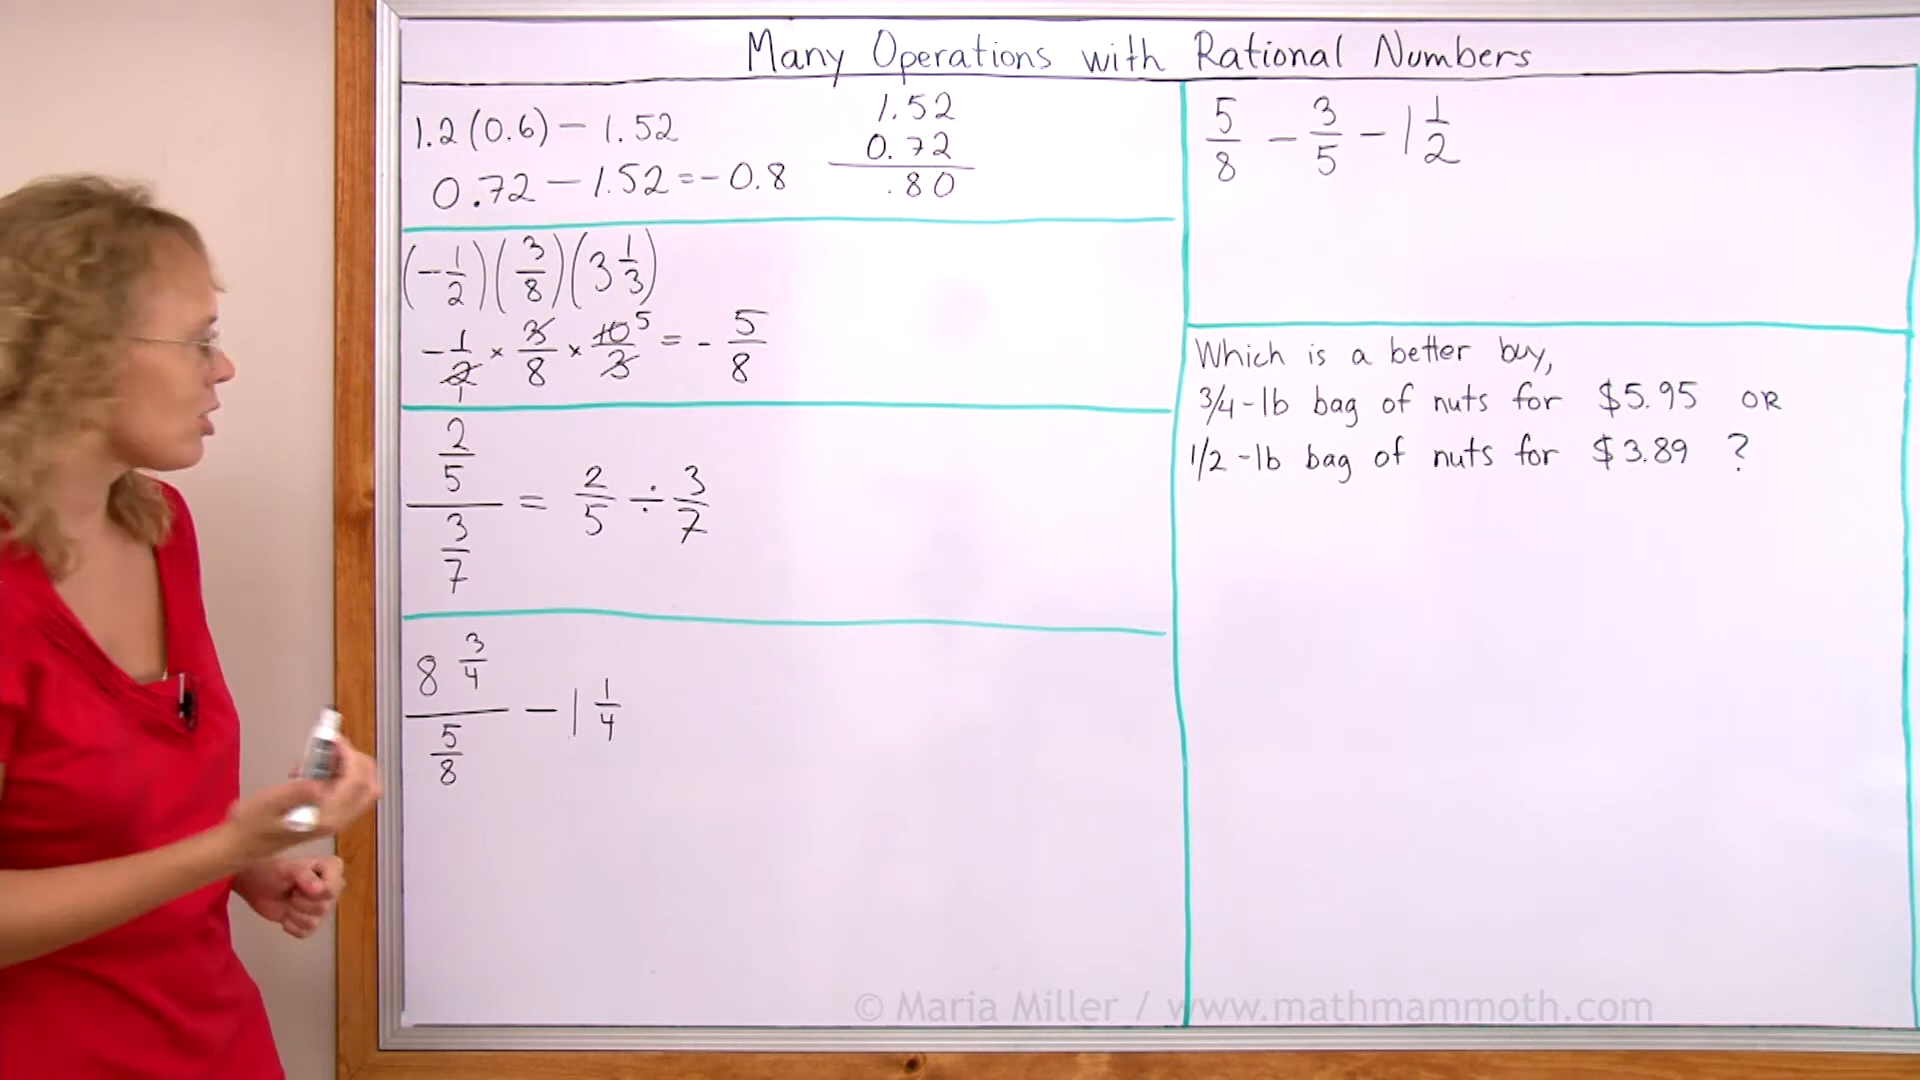 Many Operations with Rational Numbers
1.2(0.6) − 1.52
0.72 − 1.52 = − 0.8
1.52
0.72
.80
(−1/2)(3/8)(3 1/3)
−1/2 × 3/8 × 10/3 = − 5/8
5
1
2/5
3/7
= 2/5 ÷ 3/7
8 3/4
5/8
− 1 1/4
5/8 − 3/5 − 1 1/2
Which is a better buy,
3/4-lb bag of nuts for $5.95 OR
1/2-lb bag of nuts for $3.89 ?
© Maria Miller / www.mathmammoth.com